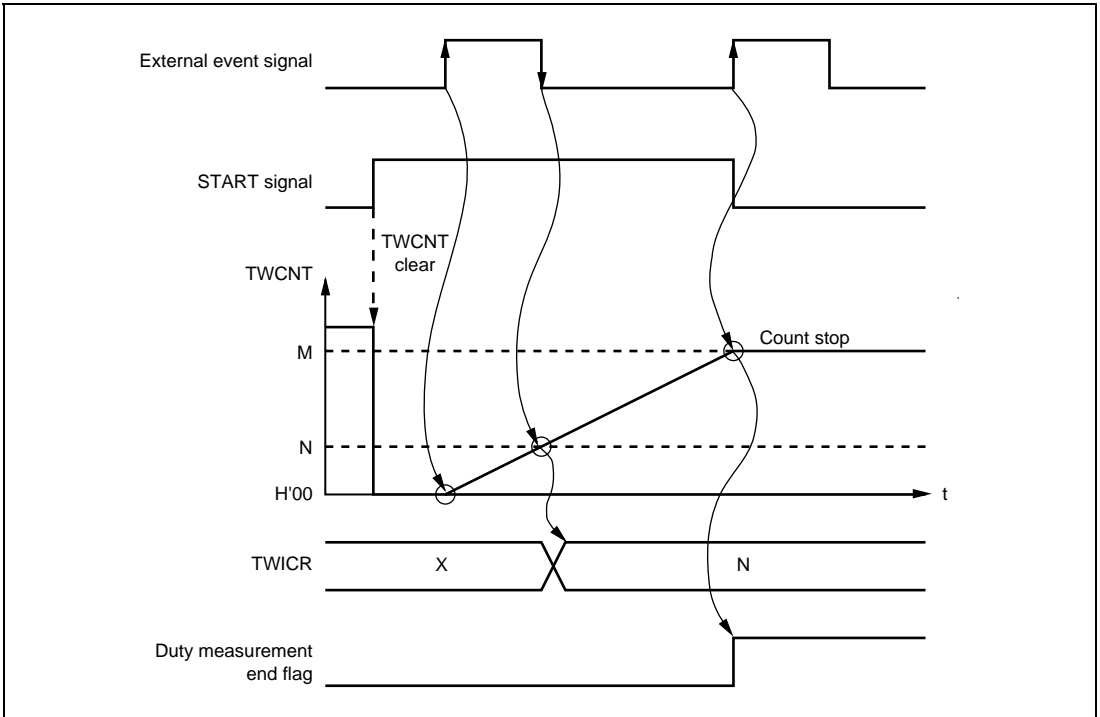 External event signal
START signal
TWCNT
clear
TWCNT
M
Count stop
N
H'00
t
TWICR
X
N
Duty measurement
end flag